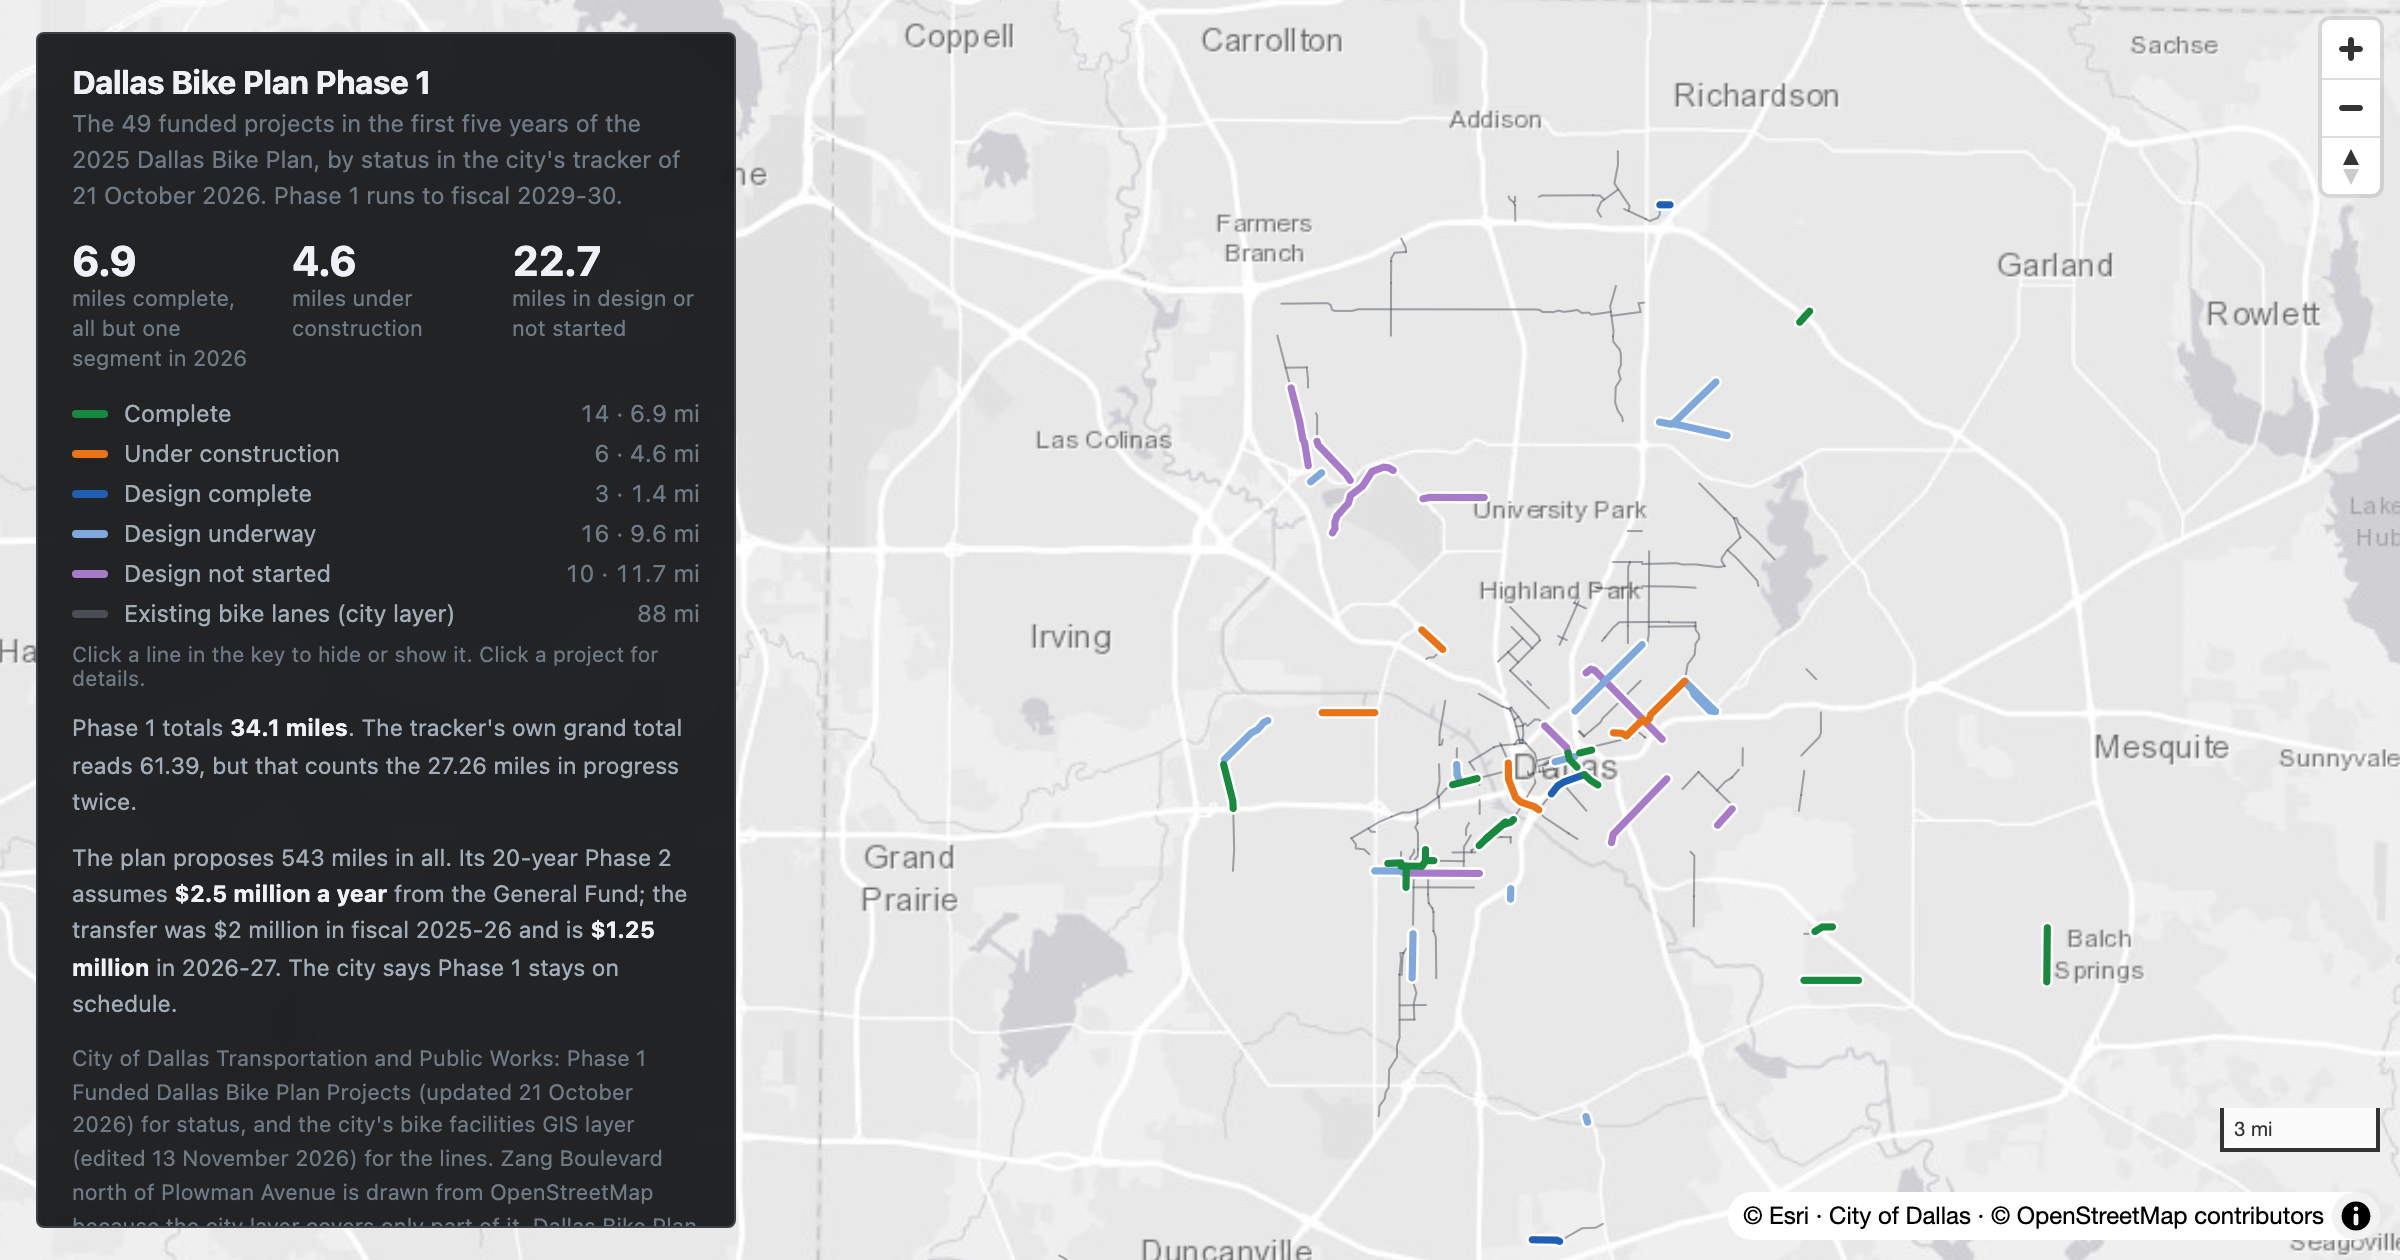 Dallas Bike Plan Phase 1
The 49 funded projects in the first five years of the
2025 Dallas Bike Plan, by status in the city's tracker of
21 October 2026. Phase 1 runs to fiscal 2029-30.
6.9
miles complete,
all but one
segment in 2026
4.6
miles under
construction
22.7
miles in design or
not started
Complete 14 · 6.9 mi
Under construction 6 · 4.6 mi
Design complete 3 · 1.4 mi
Design underway 16 · 9.6 mi
Design not started 10 · 11.7 mi
Existing bike lanes (city layer) 88 mi
Click a line in the key to hide or show it. Click a project for
details.
Phase 1 totals 34.1 miles. The tracker's own grand total
reads 61.39, but that counts the 27.26 miles in progress
twice.
The plan proposes 543 miles in all. Its 20-year Phase 2
assumes $2.5 million a year from the General Fund; the
transfer was $2 million in fiscal 2025-26 and is $1.25
million in 2026-27. The city says Phase 1 stays on
schedule.
City of Dallas Transportation and Public Works: Phase 1
Funded Dallas Bike Plan Projects (updated 21 October
2026) for status, and the city's bike facilities GIS layer
(edited 13 November 2026) for the lines. Zang Boulevard
north of Plowman Avenue is drawn from OpenStreetMap
because the city layer covers only part of it. Dallas Bike Plan
Coppell
Carrollton
Sachse
Richardson
Addison
Farmers
Branch
Garland
Rowlett
Las Colinas
University Park
Highland Park
Irving
Dallas
Mesquite
Sunnyvale
Grand
Prairie
Balch
Springs
Duncanville
3 mi
© Esri · City of Dallas · © OpenStreetMap contributors